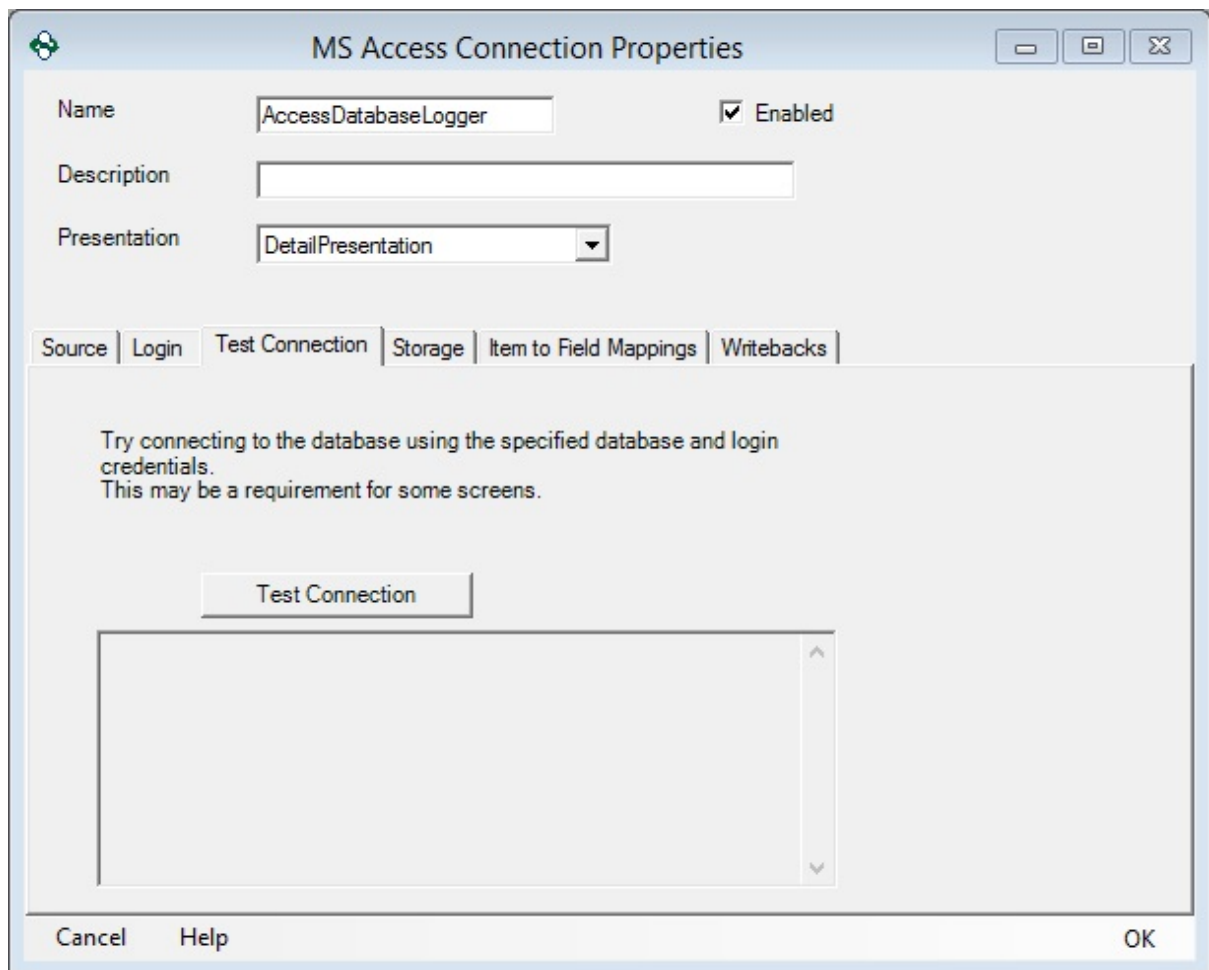 MS Access Connection Properties
Name
AccessDatabaseLogger
Enabled
Description
Presentation
DetailPresentation
Source
Login
Test Connection
Storage
Item to Field Mappings
Writebacks
Try connecting to the database using the specified database and login
credentials.
This may be a requirement for some screens.
Test Connection
Cancel
Help
OK